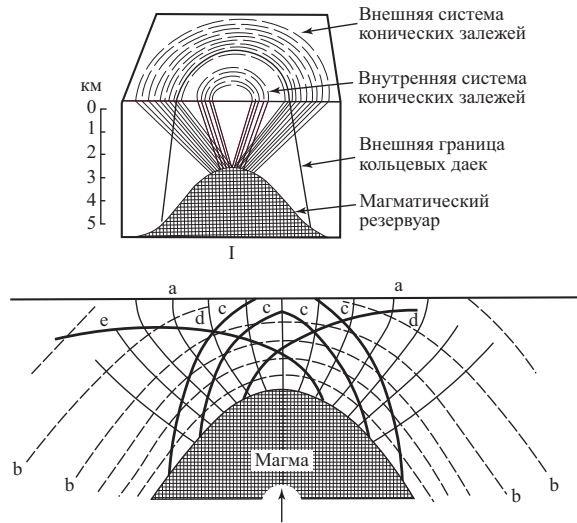 Внешняя система
конических залежей
Внутренняя система
конических залежей
км
0
1
2
3
4
5
Внешняя граница
кольцевых даек
Магматический
резервуар
I
a a
c c c c
e d d
Магма
b b
b b b